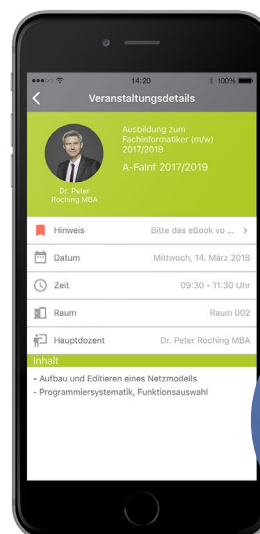 14:20
100%
Veranstaltungsdetails
Ausbildung zum
Fachinformatiker (m/w)
2017/2019
A-FaInf 2017/2019
Dr. Peter
Roching MBA
Hinweis Bitte das eBook vo ...
Datum Mittwoch, 14. März 2018
Zeit 09:30 - 11:30 Uhr
Raum Raum 002
Hauptdozent Dr. Peter Roching MBA
Inhalt
- Aufbau und Editieren eines Netzmodells
- Programmiersystematik, Funktionsauswahl